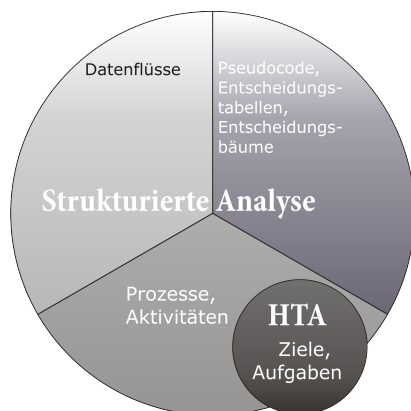 Datenflüsse
Pseudocode,
Entscheidungs-
tabellen,
Entscheidungs-
bäume
Strukturierte Analyse
Prozesse,
Aktivitäten
HTA
Ziele,
Aufgaben